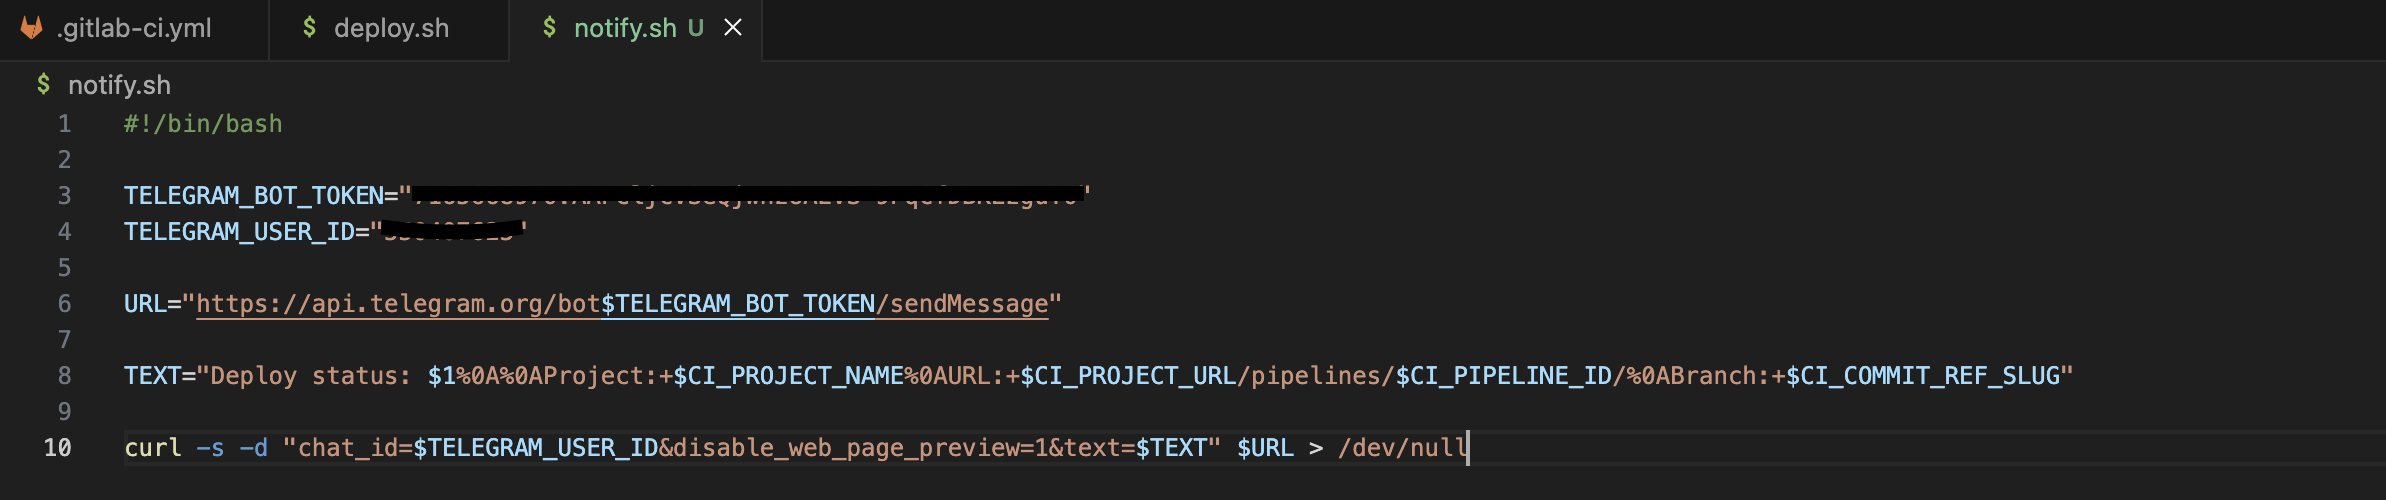 .gitlab-ci.yml $ deploy.sh $ notify.sh U
$ notify.sh
1 #!/bin/bash
2
3 TELEGRAM_BOT_TOKEN="
4 TELEGRAM_USER_ID="
5
6 URL="https://api.telegram.org/bot$TELEGRAM_BOT_TOKEN/sendMessage"
7
8 TEXT="Deploy status: $1%0A%0AProject:+$CI_PROJECT_NAME%0AURL:+$CI_PROJECT_URL/pipelines/$CI_PIPELINE_ID/%0ABranch:+$CI_COMMIT_REF_SLUG"
9
10 curl -s -d "chat_id=$TELEGRAM_USER_ID&disable_web_page_preview=1&text=$TEXT" $URL > /dev/null